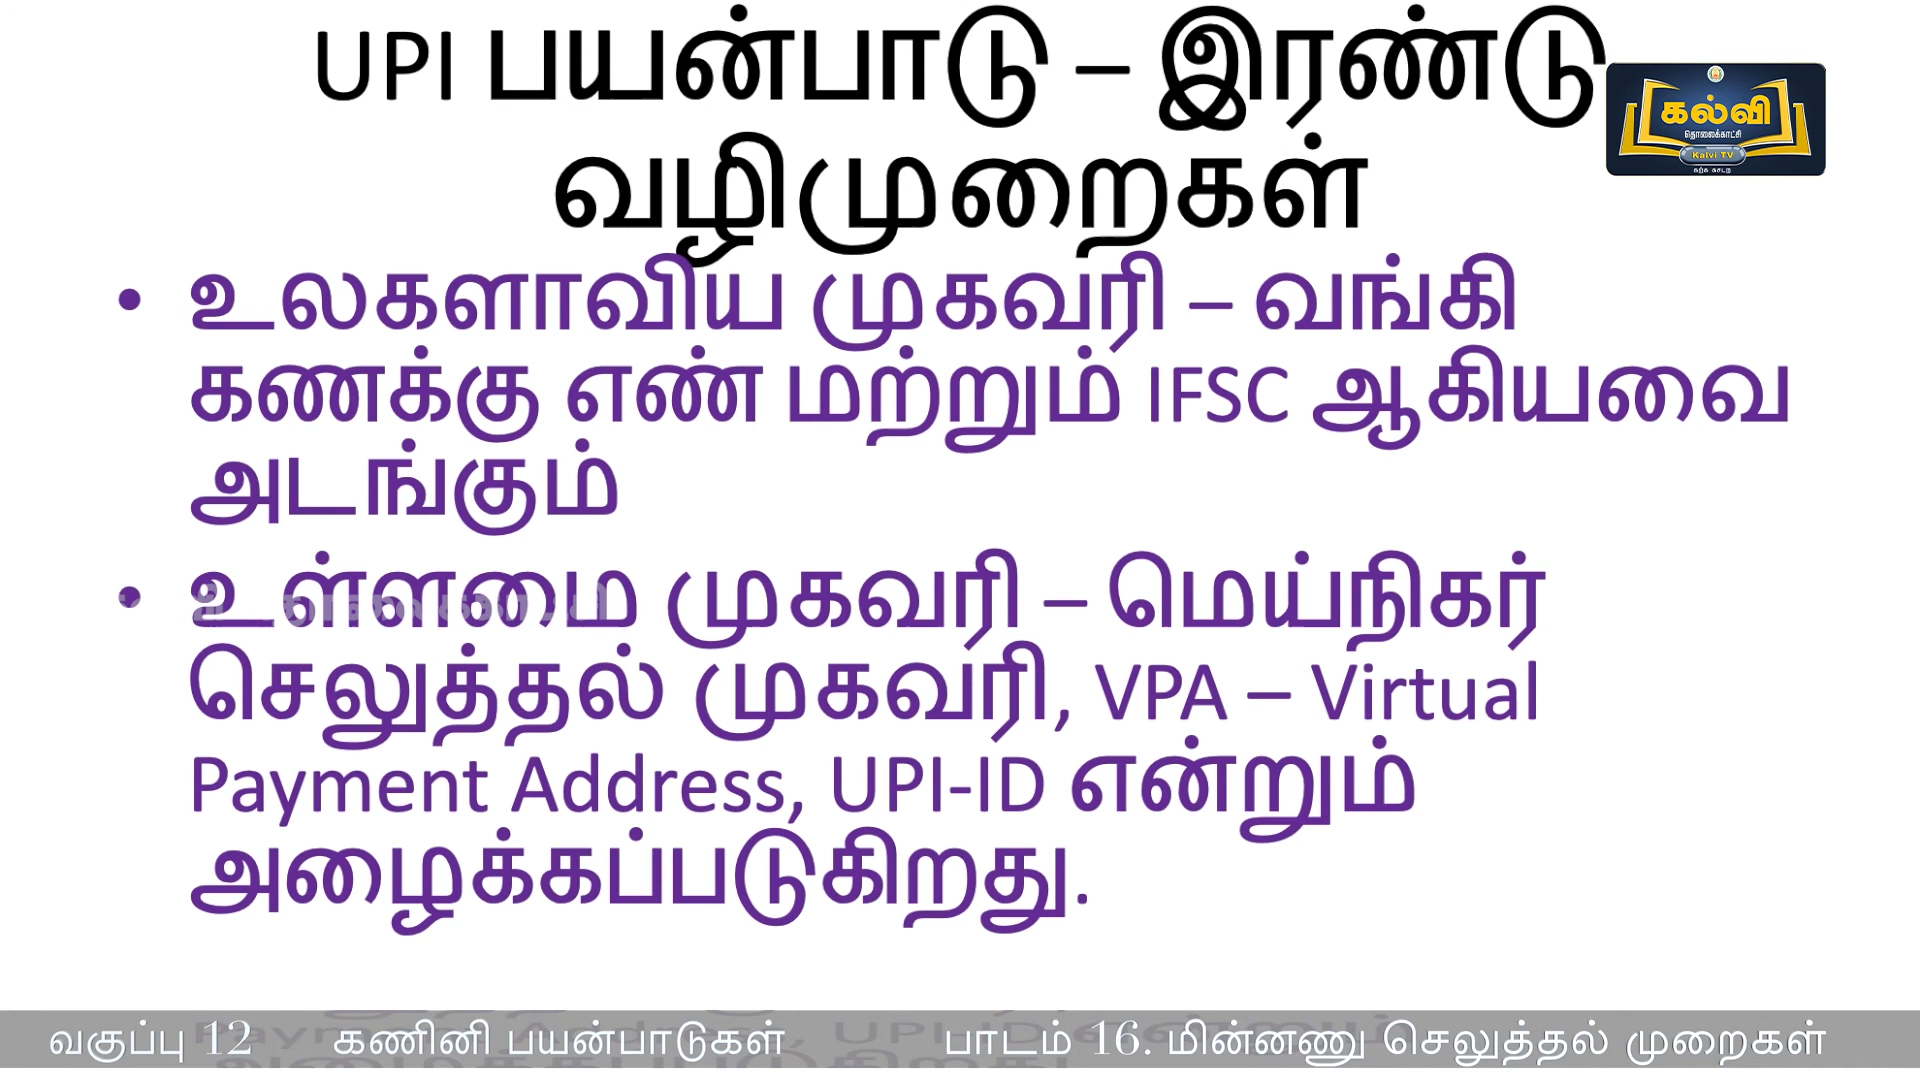 UPI பயன்பாடு – இரண்டு
வழிமுறைகள்
கல்வி
தொலைக்காட்சி
Kalvi TV
கற்க கசடற
• உலகளாவிய முகவரி – வங்கி
கணக்கு எண் மற்றும் IFSC ஆகியவை
அடங்கும்
• உள்ளமை முகவரி – மெய்நிகர்
செலுத்தல் முகவரி, VPA – Virtual
Payment Address, UPI-ID என்றும்
அழைக்கப்படுகிறது.
வகுப்பு 12 கணினி பயன்பாடுகள் பாடம் 16. மின்னணு செலுத்தல் முறைகள்